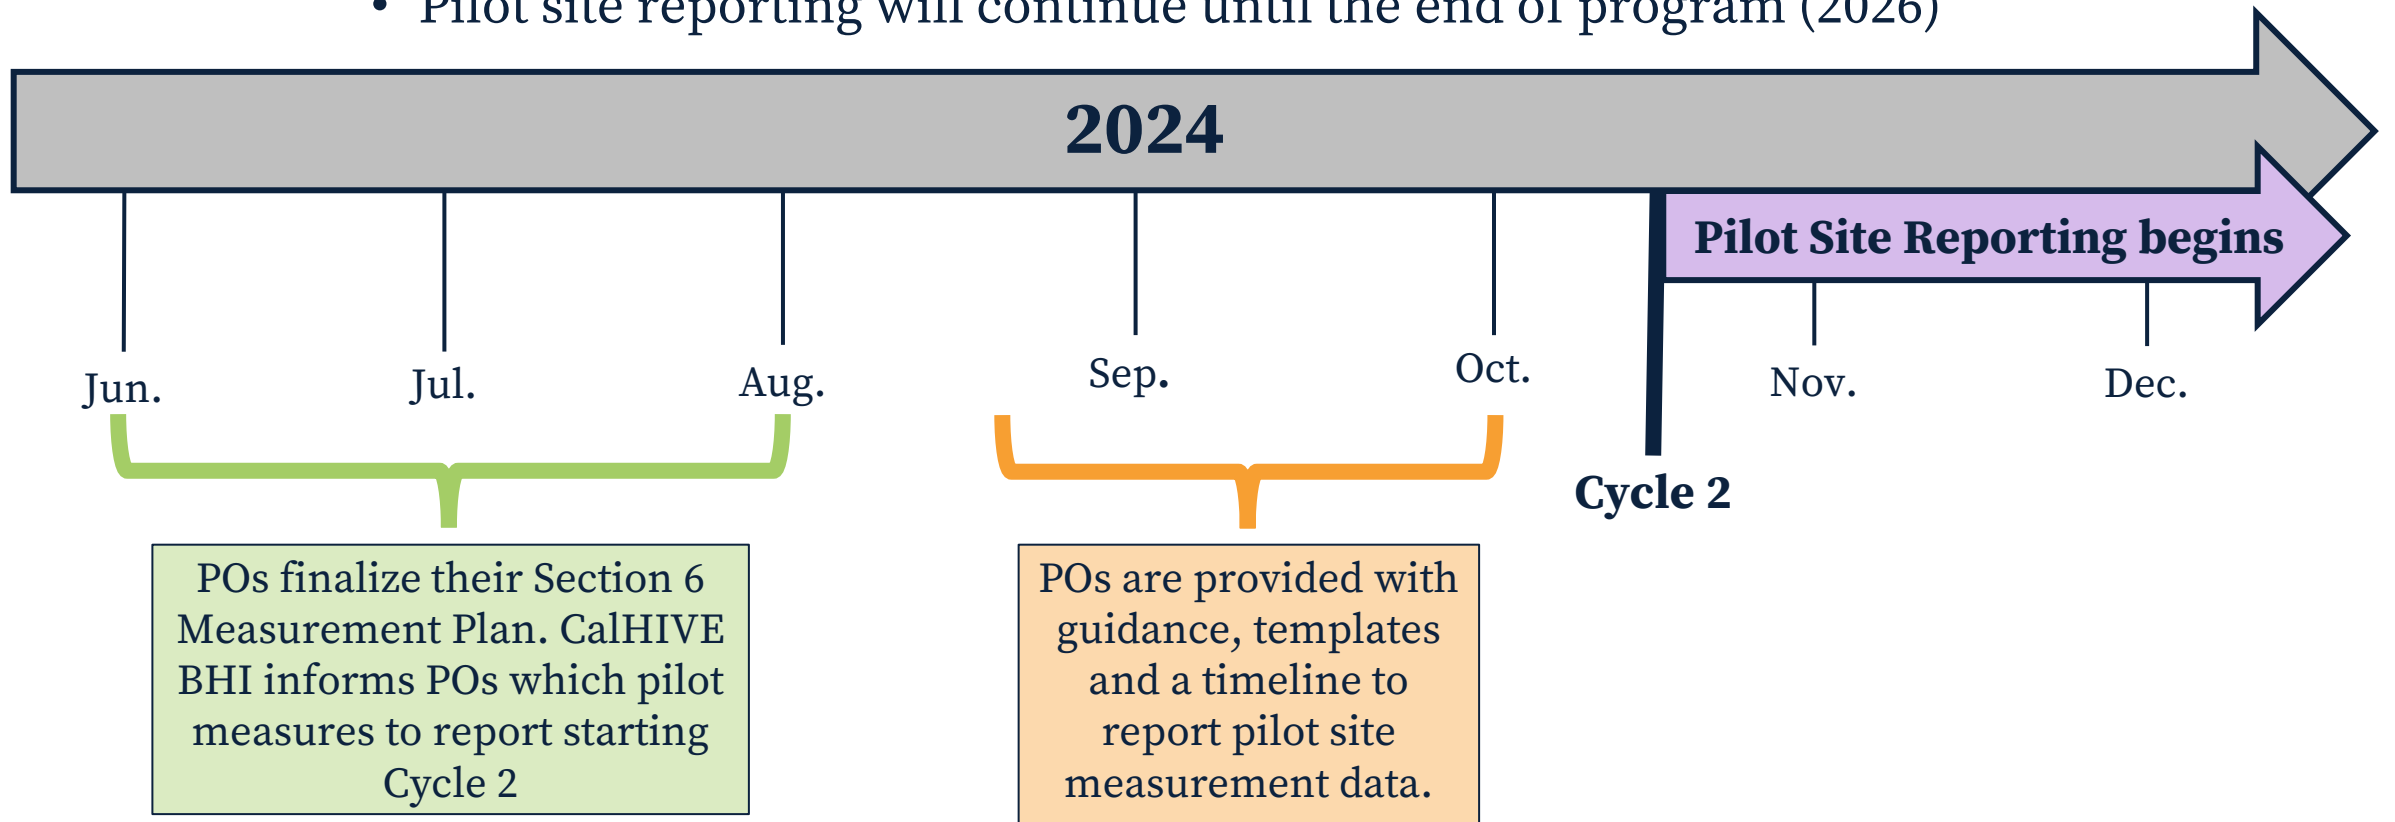 • Pilot site reporting will continue until the end of program (2026)
2024
Pilot Site Reporting begins
Jun.
Jul.
Aug.
Sep.
Oct.
Nov.
Dec.
Cycle 2
POs finalize their Section 6
Measurement Plan. CalHIVE
BHI informs POs which pilot
measures to report starting
Cycle 2
POs are provided with
guidance, templates
and a timeline to
report pilot site
measurement data.